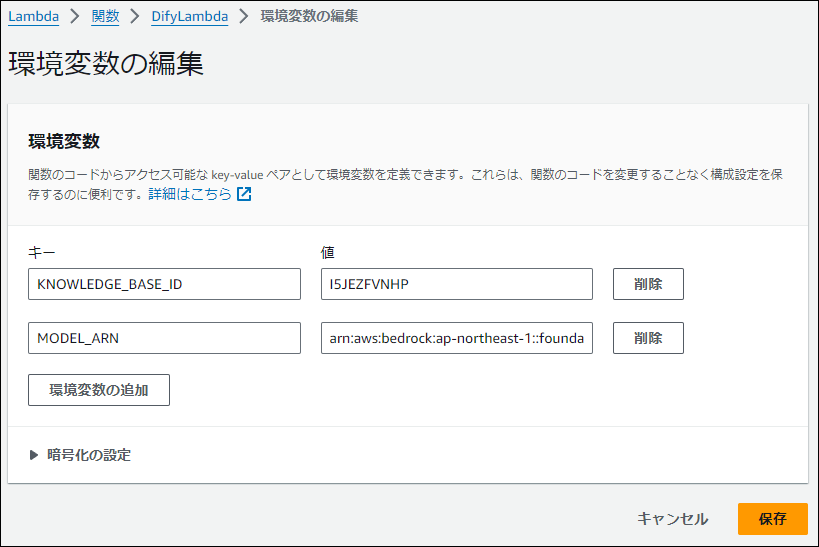 Lambda > 関数 > DifyLambda > 環境変数の編集
環境変数の編集
環境変数
関数のコードからアクセス可能な key-value ペアとして環境変数を定義できます。これらは、関数のコードを変更することなく構成設定を保
存するのに便利です。詳細はこちら
キー 値
KNOWLEDGE_BASE_ID I5JEZFVNHP 削除
MODEL_ARN arn:aws:bedrock:ap-northeast-1::founda 削除
環境変数の追加
暗号化の設定
キャンセル 保存